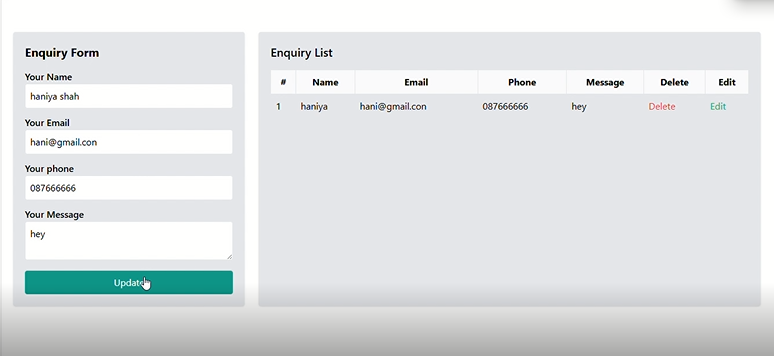 Enquiry Form
Your Name
haniya shah
Your Email
hani@gmail.con
Your phone
087666666
Your Message
hey
Update
Enquiry List
# Name Email Phone Message Delete Edit
1 haniya hani@gmail.con 087666666 hey Delete Edit